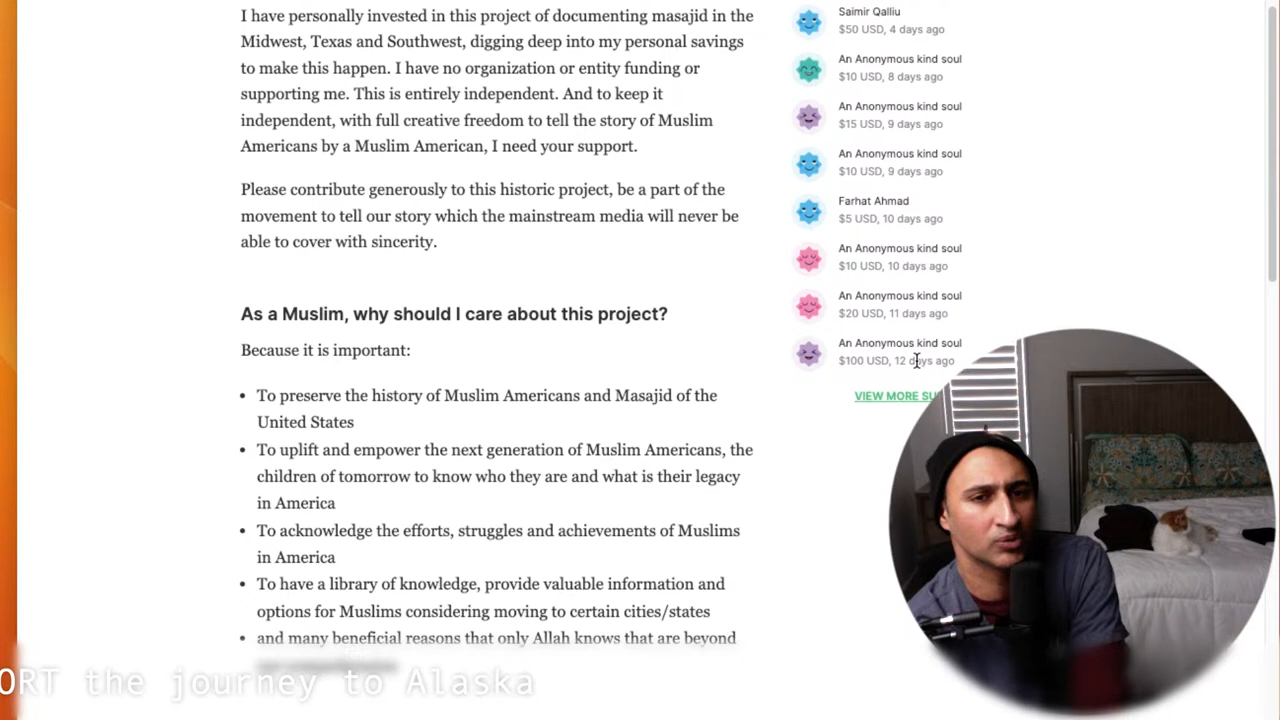 I have personally invested in this project of documenting masajid in the
Midwest, Texas and Southwest, digging deep into my personal savings
to make this happen. I have no organization or entity funding or
supporting me. This is entirely independent. And to keep it
independent, with full creative freedom to tell the story of Muslim
Americans by a Muslim American, I need your support.
Please contribute generously to this historic project, be a part of the
movement to tell our story which the mainstream media will never be
able to cover with sincerity.
As a Muslim, why should I care about this project?
Because it is important:
• To preserve the history of Muslim Americans and Masajid of the
United States
• To uplift and empower the next generation of Muslim Americans, the
children of tomorrow to know who they are and what is their legacy
in America
• To acknowledge the efforts, struggles and achievements of Muslims
in America
• To have a library of knowledge, provide valuable information and
options for Muslims considering moving to certain cities/states
• and many beneficial reasons that only Allah knows that are beyond
Saimir Qalliu
$50 USD, 4 days ago
An Anonymous kind soul
$10 USD, 8 days ago
An Anonymous kind soul
$15 USD, 9 days ago
An Anonymous kind soul
$10 USD, 9 days ago
Farhat Ahmad
$5 USD, 10 days ago
An Anonymous kind soul
$10 USD, 10 days ago
An Anonymous kind soul
$20 USD, 11 days ago
An Anonymous kind soul
$100 USD, 12 days ago
VIEW MORE SU
ORT the journey to Alaska